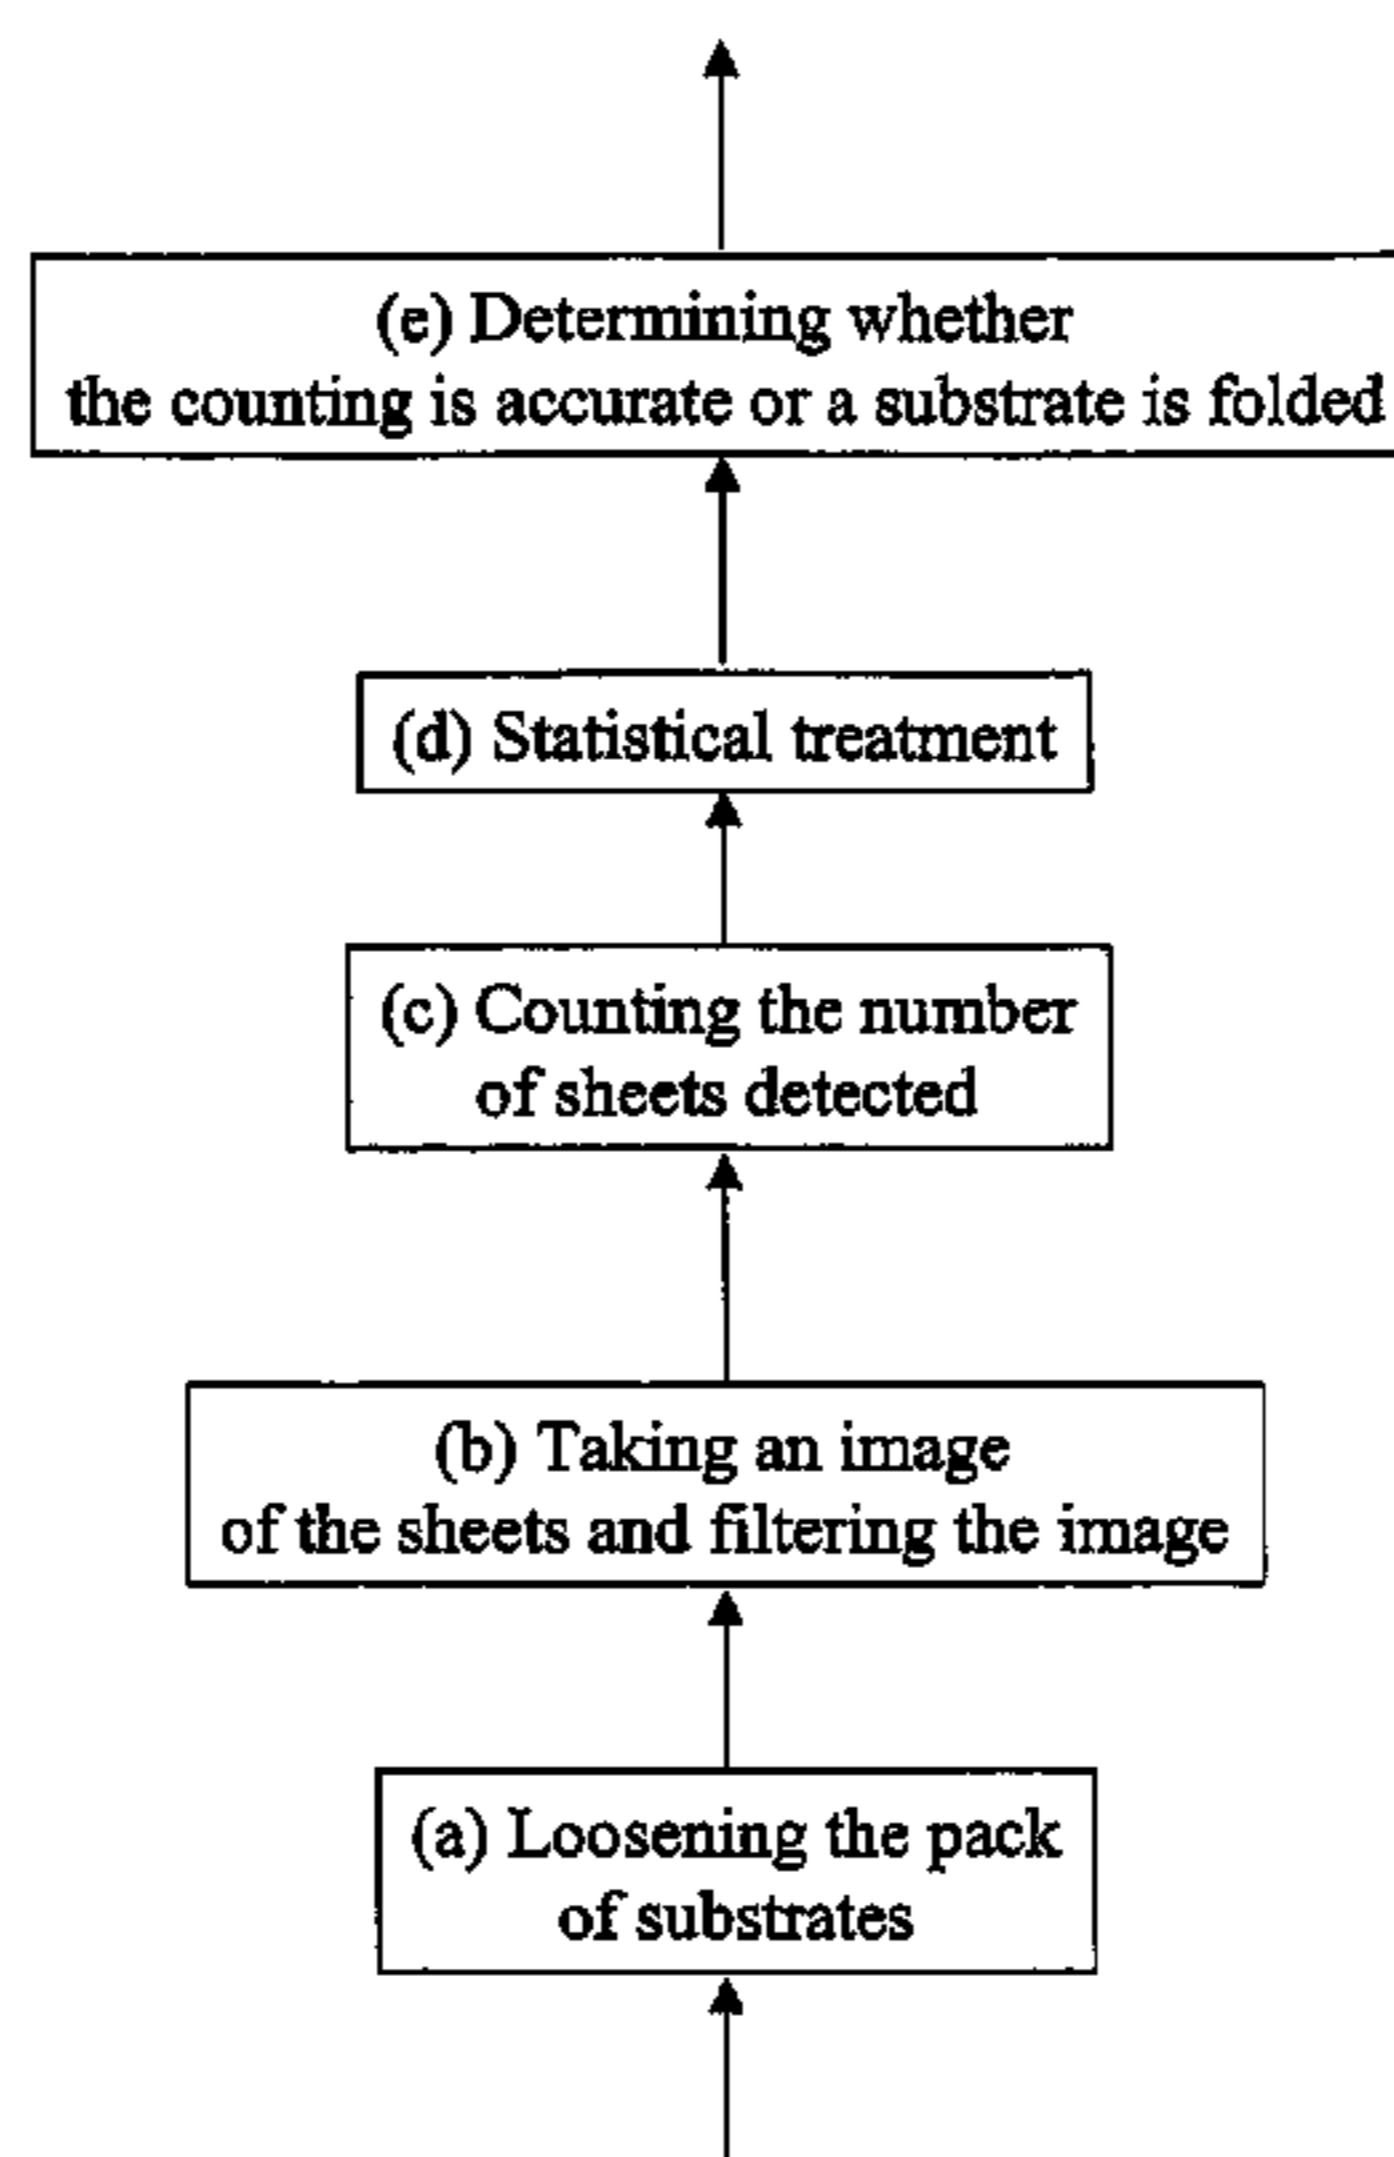 (e) Determining whether
the counting is accurate or a substrate is folded
(d) Statistical treatment
(c) Counting the number
of sheets detected
(b) Taking an image
of the sheets and filtering the image
(a) Loosening the pack
of substrates